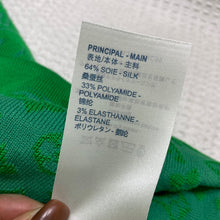 PRINCIPAL - MAIN
表地/本体 - 主料
64% SOIE - SILK
桑蚕丝
33% POLYAMIDE -
POLYAMIDE
锦纶
3% ELASTHANNE -
ELASTANE
ポリウレタン - 氨纶